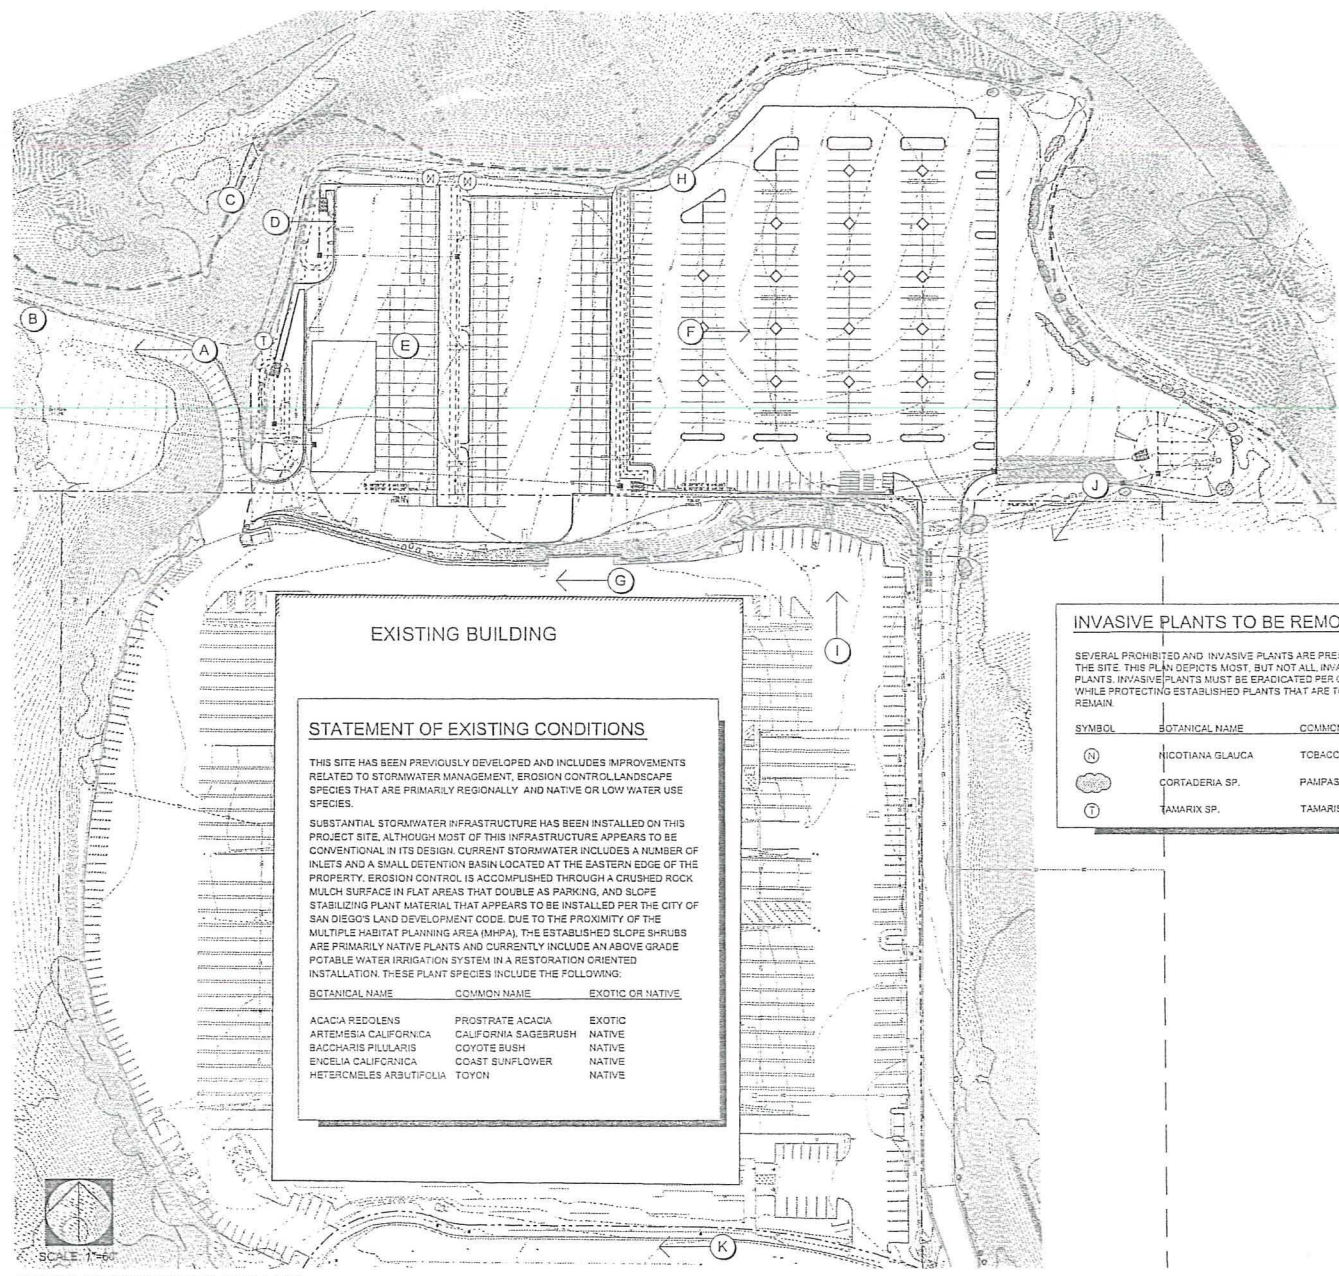 H
C
D
N
N
B
A
T
E
F
J
G
I
EXISTING BUILDING
STATEMENT OF EXISTING CONDITIONS
THIS SITE HAS BEEN PREVIOUSLY DEVELOPED AND INCLUDES IMPROVEMENTS
RELATED TO STORMWATER MANAGEMENT, EROSION CONTROL LANDSCAPE
SPECIES THAT ARE PRIMARILY REGIONALLY AND NATIVE OR LOW WATER USE
SPECIES.
SUBSTANTIAL STORMWATER INFRASTRUCTURE HAS BEEN INSTALLED ON THIS
PROJECT SITE, ALTHOUGH MOST OF THIS INFRASTRUCTURE APPEARS TO BE
CONVENTIONAL IN ITS DESIGN. CURRENT STORMWATER INCLUDES A NUMBER OF
INLETS AND A SMALL DETENTION BASIN LOCATED AT THE EASTERN EDGE OF THE
PROPERTY. EROSION CONTROL IS ACCOMPLISHED THROUGH A CRUSHED ROCK
MULCH SURFACE IN FLAT AREAS THAT DOUBLE AS PARKING, AND SLOPE
STABILIZING PLANT MATERIAL THAT APPEARS TO BE INSTALLED PER THE CITY OF
SAN DIEGO'S LAND DEVELOPMENT CODE. DUE TO THE PROXIMITY OF THE
MULTIPLE HABITAT PLANNING AREA (MHPA), THE ESTABLISHED SLOPE SHRUBS
ARE PRIMARILY NATIVE PLANTS AND CURRENTLY INCLUDE AN ABOVE GRADE
POTABLE WATER IRRIGATION SYSTEM IN A RESTORATION ORIENTED
INSTALLATION. THESE PLANT SPECIES INCLUDE THE FOLLOWING:
BOTANICAL NAME COMMON NAME EXOTIC OR NATIVE
ACACIA REDOLENS PROSTRATE ACACIA EXOTIC
ARTEMESIA CALIFORNICA CALIFORNIA SAGEBRUSH NATIVE
BACCHARIS PILULARIS COYOTE BUSH NATIVE
ENCELIA CALIFORNICA COAST SUNFLOWER NATIVE
HETEROMELES ARBUTIFOLIA TOYON NATIVE
INVASIVE PLANTS TO BE REMO
SEVERAL PROHIBITED AND INVASIVE PLANTS ARE PRE
THE SITE. THIS PLAN DEPICTS MOST, BUT NOT ALL, INVA
PLANTS. INVASIVE PLANTS MUST BE ERADICATED PER
WHILE PROTECTING ESTABLISHED PLANTS THAT ARE T
REMAIN.
SYMBOL BOTANICAL NAME COMMON
N NICOTIANA GLAUCA TOBACCO
CORTADERIA SP. PAMPAS
T TAMARIX SP. TAMARIS
SCALE: 1"=60'
K